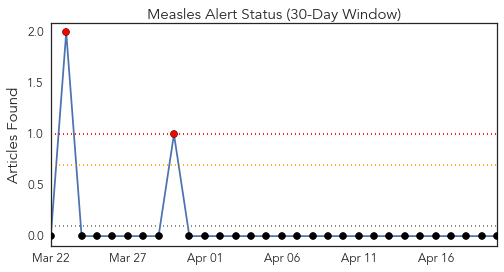 Measles Alert Status (30-Day Window)
Articles Found
2.0
1.5
1.0
0.5
0.0
Mar 22 Mar 27 Apr 01 Apr 06 Apr 11 Apr 16